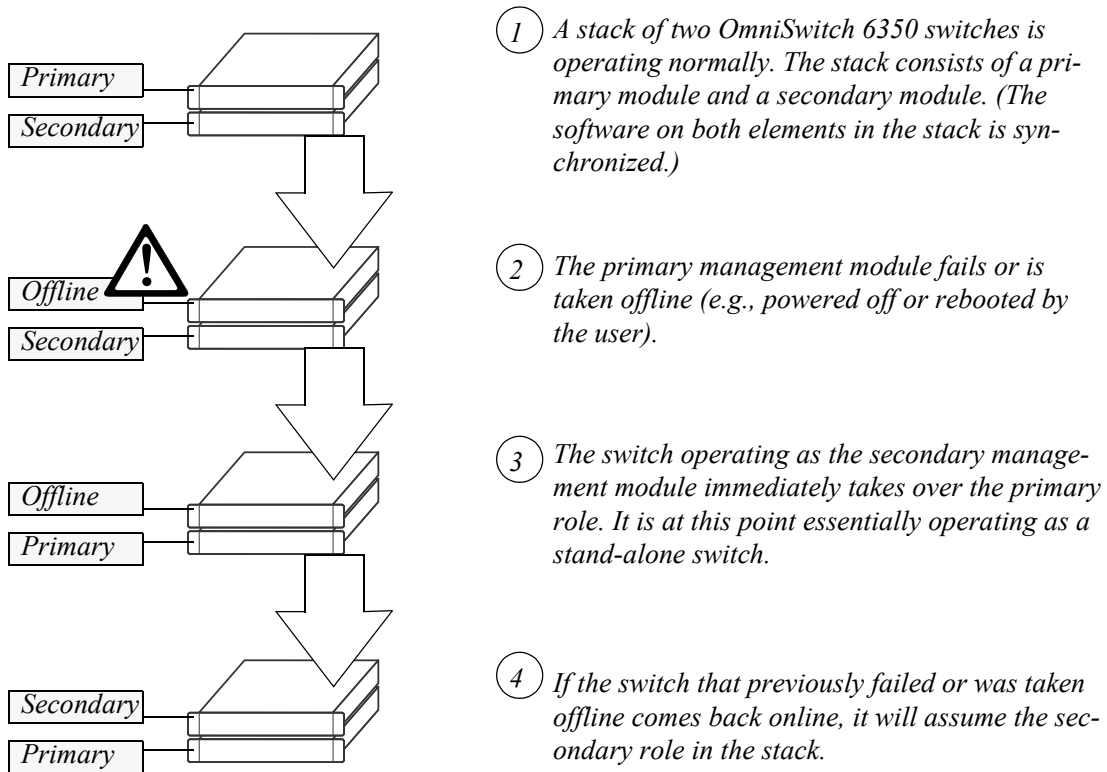 Primary
Secondary
1
A stack of two OmniSwitch 6350 switches is
operating normally. The stack consists of a pri-
mary module and a secondary module. (The
software on both elements in the stack is syn-
chronized.)
Offline
Secondary
2
The primary management module fails or is
taken offline (e.g., powered off or rebooted by
the user).
Offline
Primary
3
The switch operating as the secondary manage-
ment module immediately takes over the primary
role. It is at this point essentially operating as a
stand-alone switch.
Secondary
Primary
4
If the switch that previously failed or was taken
offline comes back online, it will assume the sec-
ondary role in the stack.